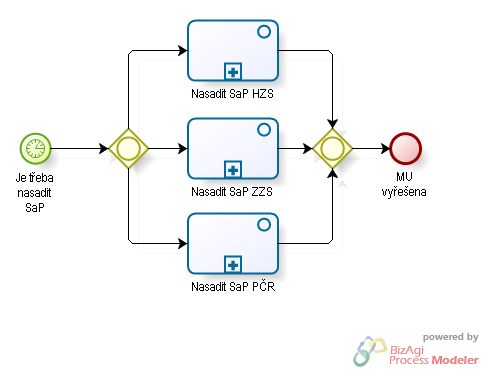 Nasadit SaP HZS
Je třeba
nasadit
SaP
Nasadit SaP ZZS
MU
vyřešena
Nasadit SaP PČR
powered by
BizAgi
Process Modeler